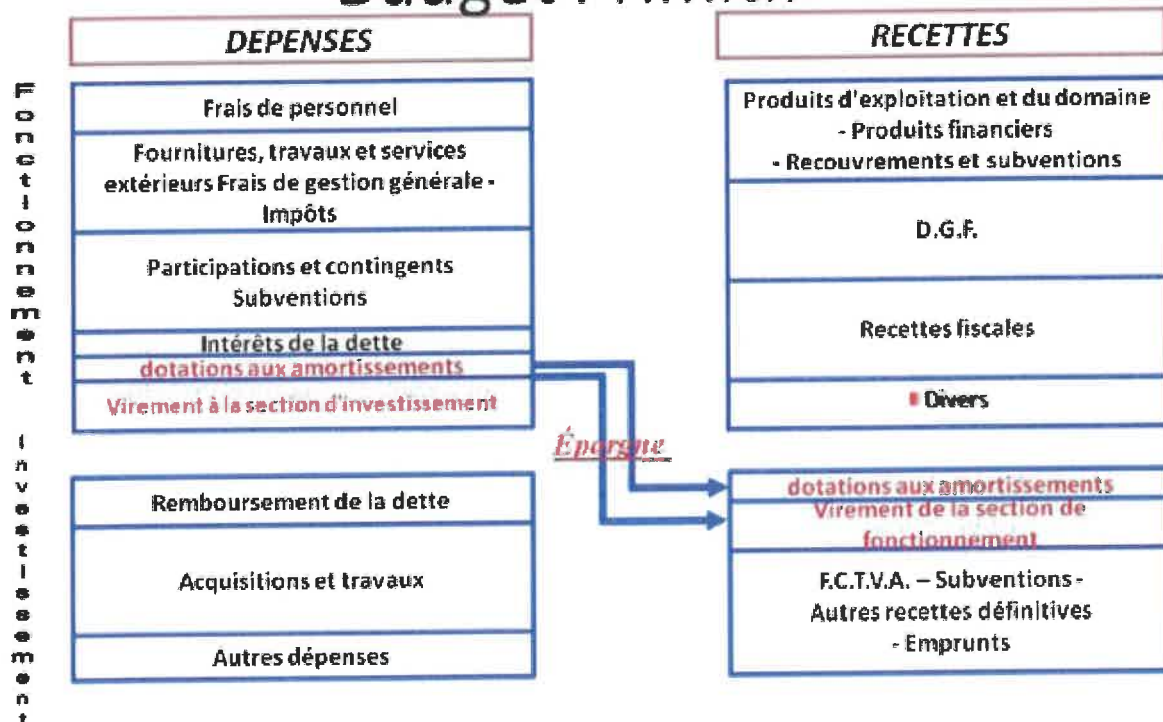 DEPENSES
RECETTES
Fonctionnement
Frais de personnel
Fournitures, travaux et services
extérieurs Frais de gestion générale -
Impôts
Participations et contingents
Subventions
Intérêts de la dette
dotations aux amortissements
Virement à la section d'investissement
Produits d'exploitation et du domaine
- Produits financiers
- Recouvrements et subventions
D.G.F.
Recettes fiscales
Divers
Épargne
Investissement
Remboursement de la dette
Acquisitions et travaux
Autres dépenses
dotations aux amortissements
Virement de la section de
fonctionnement
F.C.T.V.A. – Subventions -
Autres recettes définitives
- Emprunts